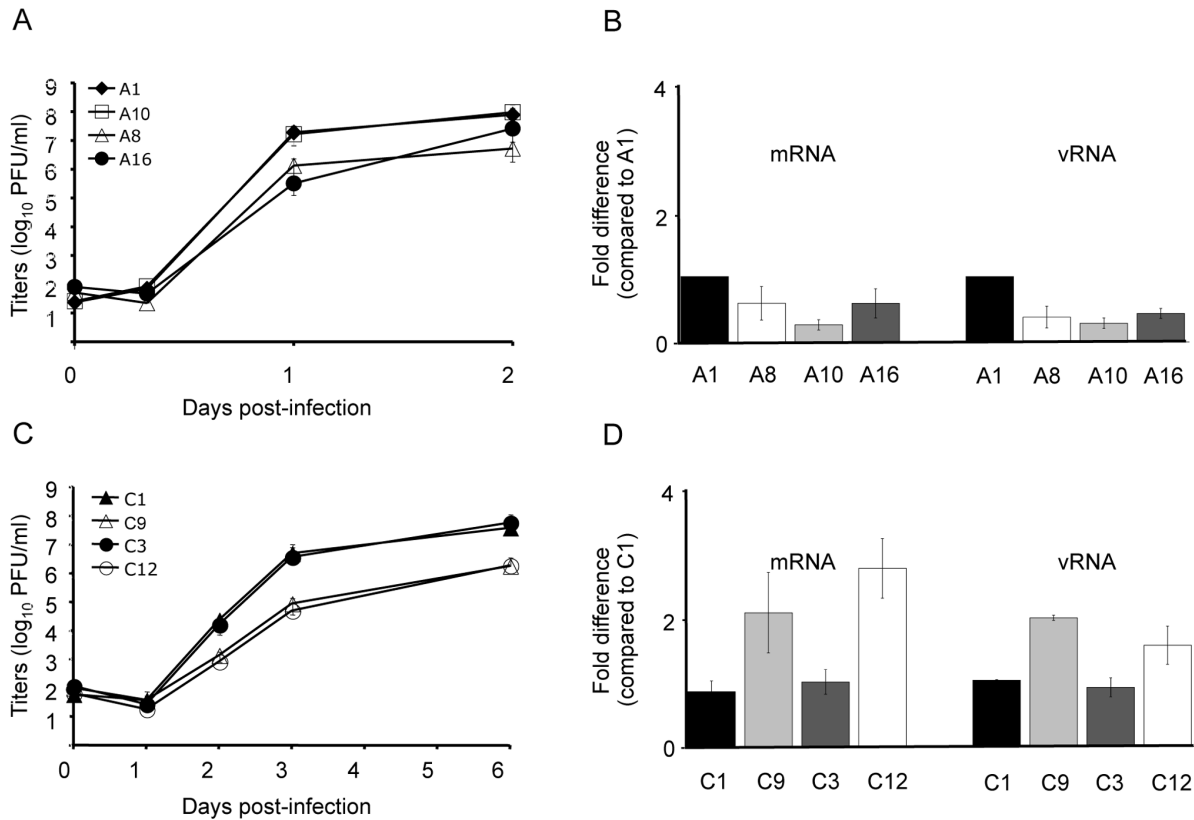 A
Titers (log10 PFU/ml)
9
8
7
6
5
4
3
2
1
A1
A10
A8
A16
0
1
2
Days post-infection
B
Fold difference
(compared to A1)
4
2
0
mRNA
vRNA
A1 A8 A10 A16
A1 A8 A10 A16
C
Titers (log10 PFU/ml)
9
8
7
6
5
4
3
2
1
C1
C9
C3
C12
0 1 2 3 4 5 6
Days post-infection
D
Fold difference
(compared to C1)
4
2
0
mRNA
vRNA
C1 C9 C3 C12
C1 C9 C3 C12